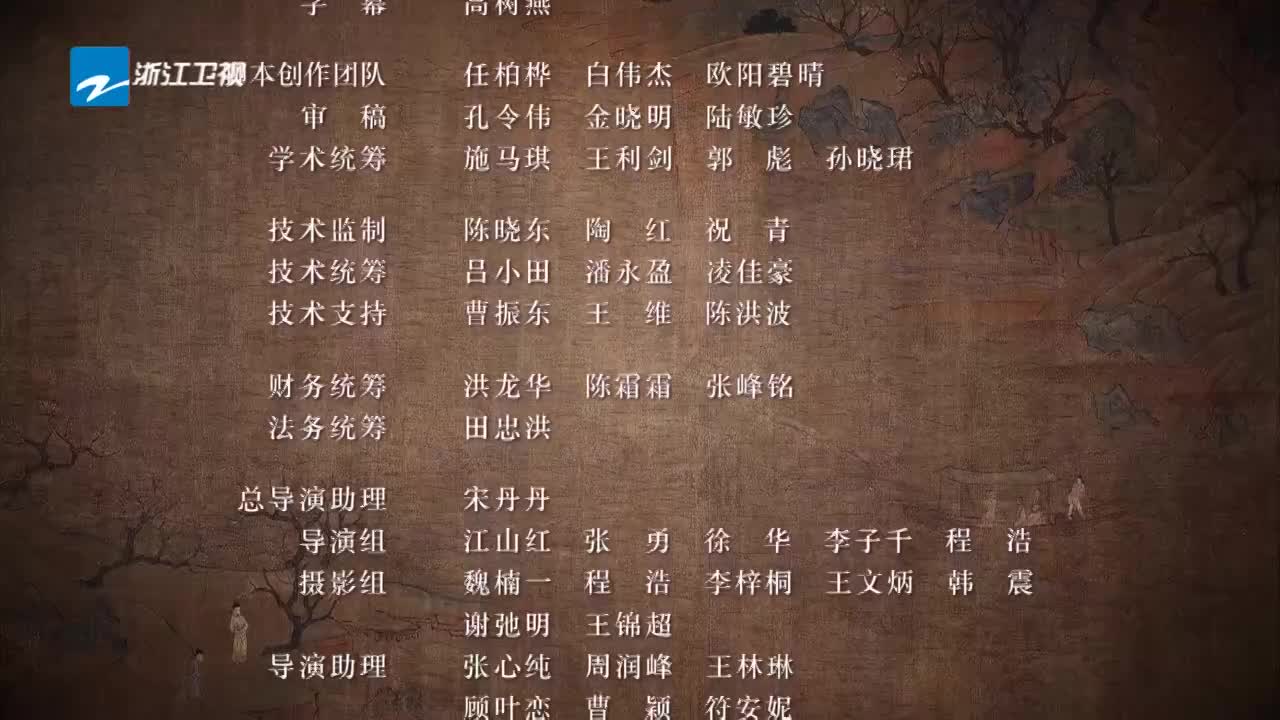 字 幕 高树燕
浙江卫视
本创作团队 任柏桦 白伟杰 欧阳碧晴
审 稿 孔令伟 金晓明 陆敏珍
学术统筹 施马琪 王利剑 郭 彪 孙晓珺
技术监制 陈晓东 陶 红 祝 青
技术统筹 吕小田 潘永盈 凌佳豪
技术支持 曹振东 王 维 陈洪波
财务统筹 洪龙华 陈霜霜 张峰铭
法务统筹 田忠洪
总导演助理 宋丹丹
导演组 江山红 张 勇 徐 华 李子千 程 浩
摄影组 魏楠一 程 浩 李梓桐 王文炳 韩 震
谢弛明 王锦超
导演助理 张心纯 周润峰 王林琳
顾叶恋 曹 颖 符安妮